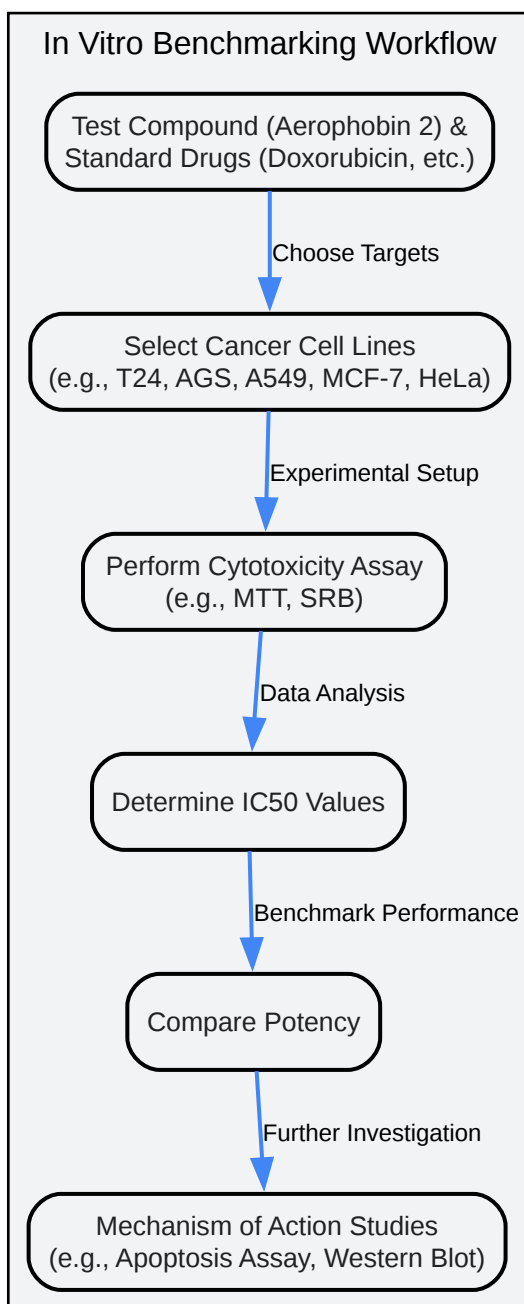 In Vitro Benchmarking Workflow
Test Compound (Aerophobin 2) &
Standard Drugs (Doxorubicin, etc.)
Choose Targets
Select Cancer Cell Lines
(e.g., T24, AGS, A549, MCF-7, HeLa)
Experimental Setup
Perform Cytotoxicity Assay
(e.g., MTT, SRB)
Data Analysis
Determine IC50 Values
Benchmark Performance
Compare Potency
Further Investigation
Mechanism of Action Studies
(e.g., Apoptosis Assay, Western Blot)